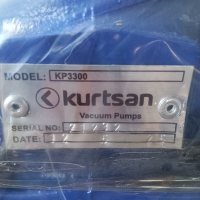 MODEL: KP3300
kurtsan
Vacuum Pumps
SERIAL NO:
DATE: